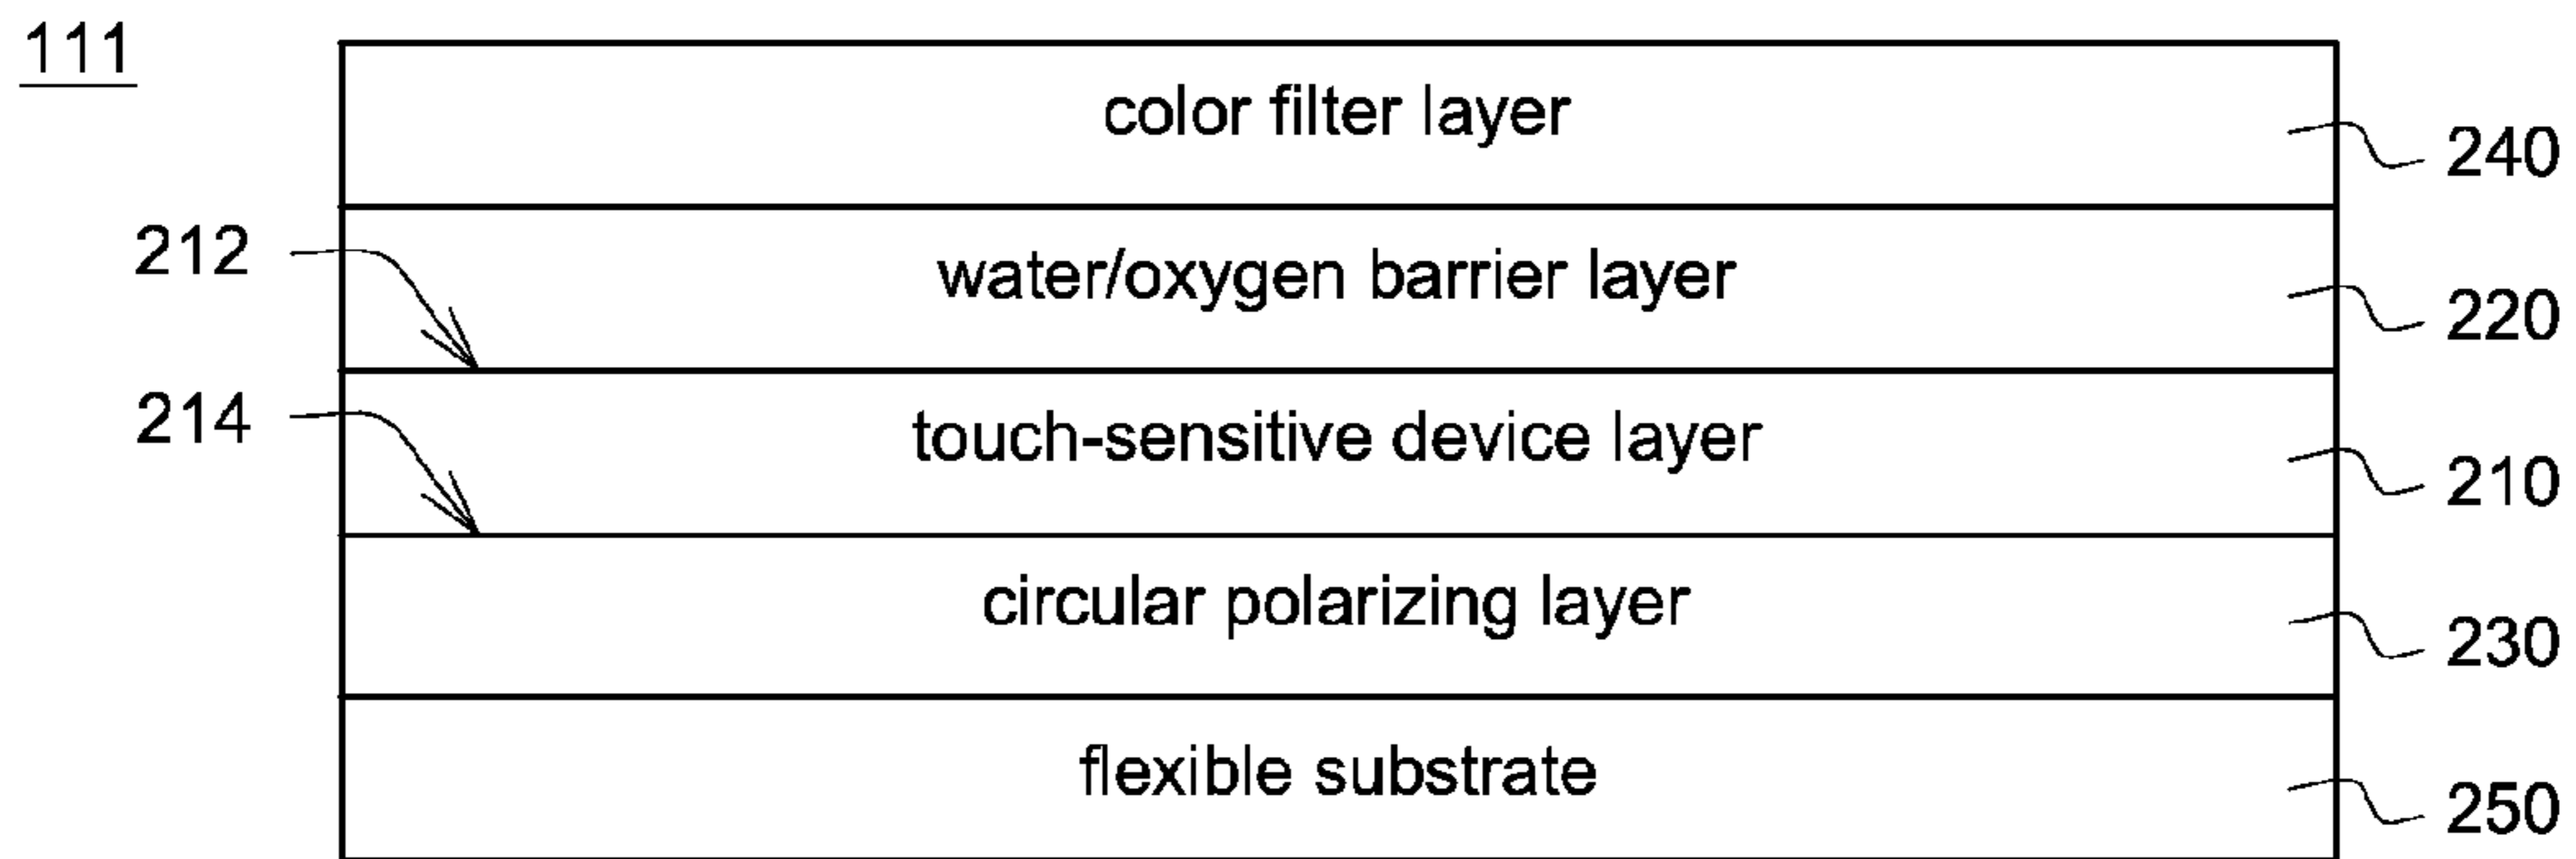 111
color filter layer
240
212
water/oxygen barrier layer
220
214
touch-sensitive device layer
210
circular polarizing layer
230
flexible substrate
250